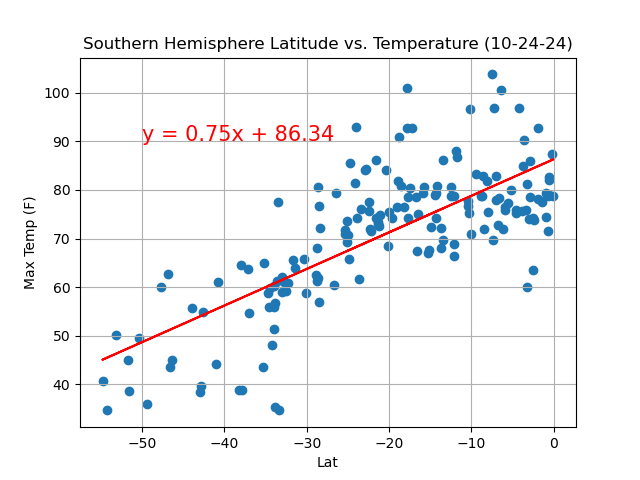 Southern Hemisphere Latitude vs. Temperature (10-24-24)
y = 0.75x + 86.34
Max Temp (F)
100
90
80
70
60
50
40
−50 −40 −30 −20 −10 0
Lat